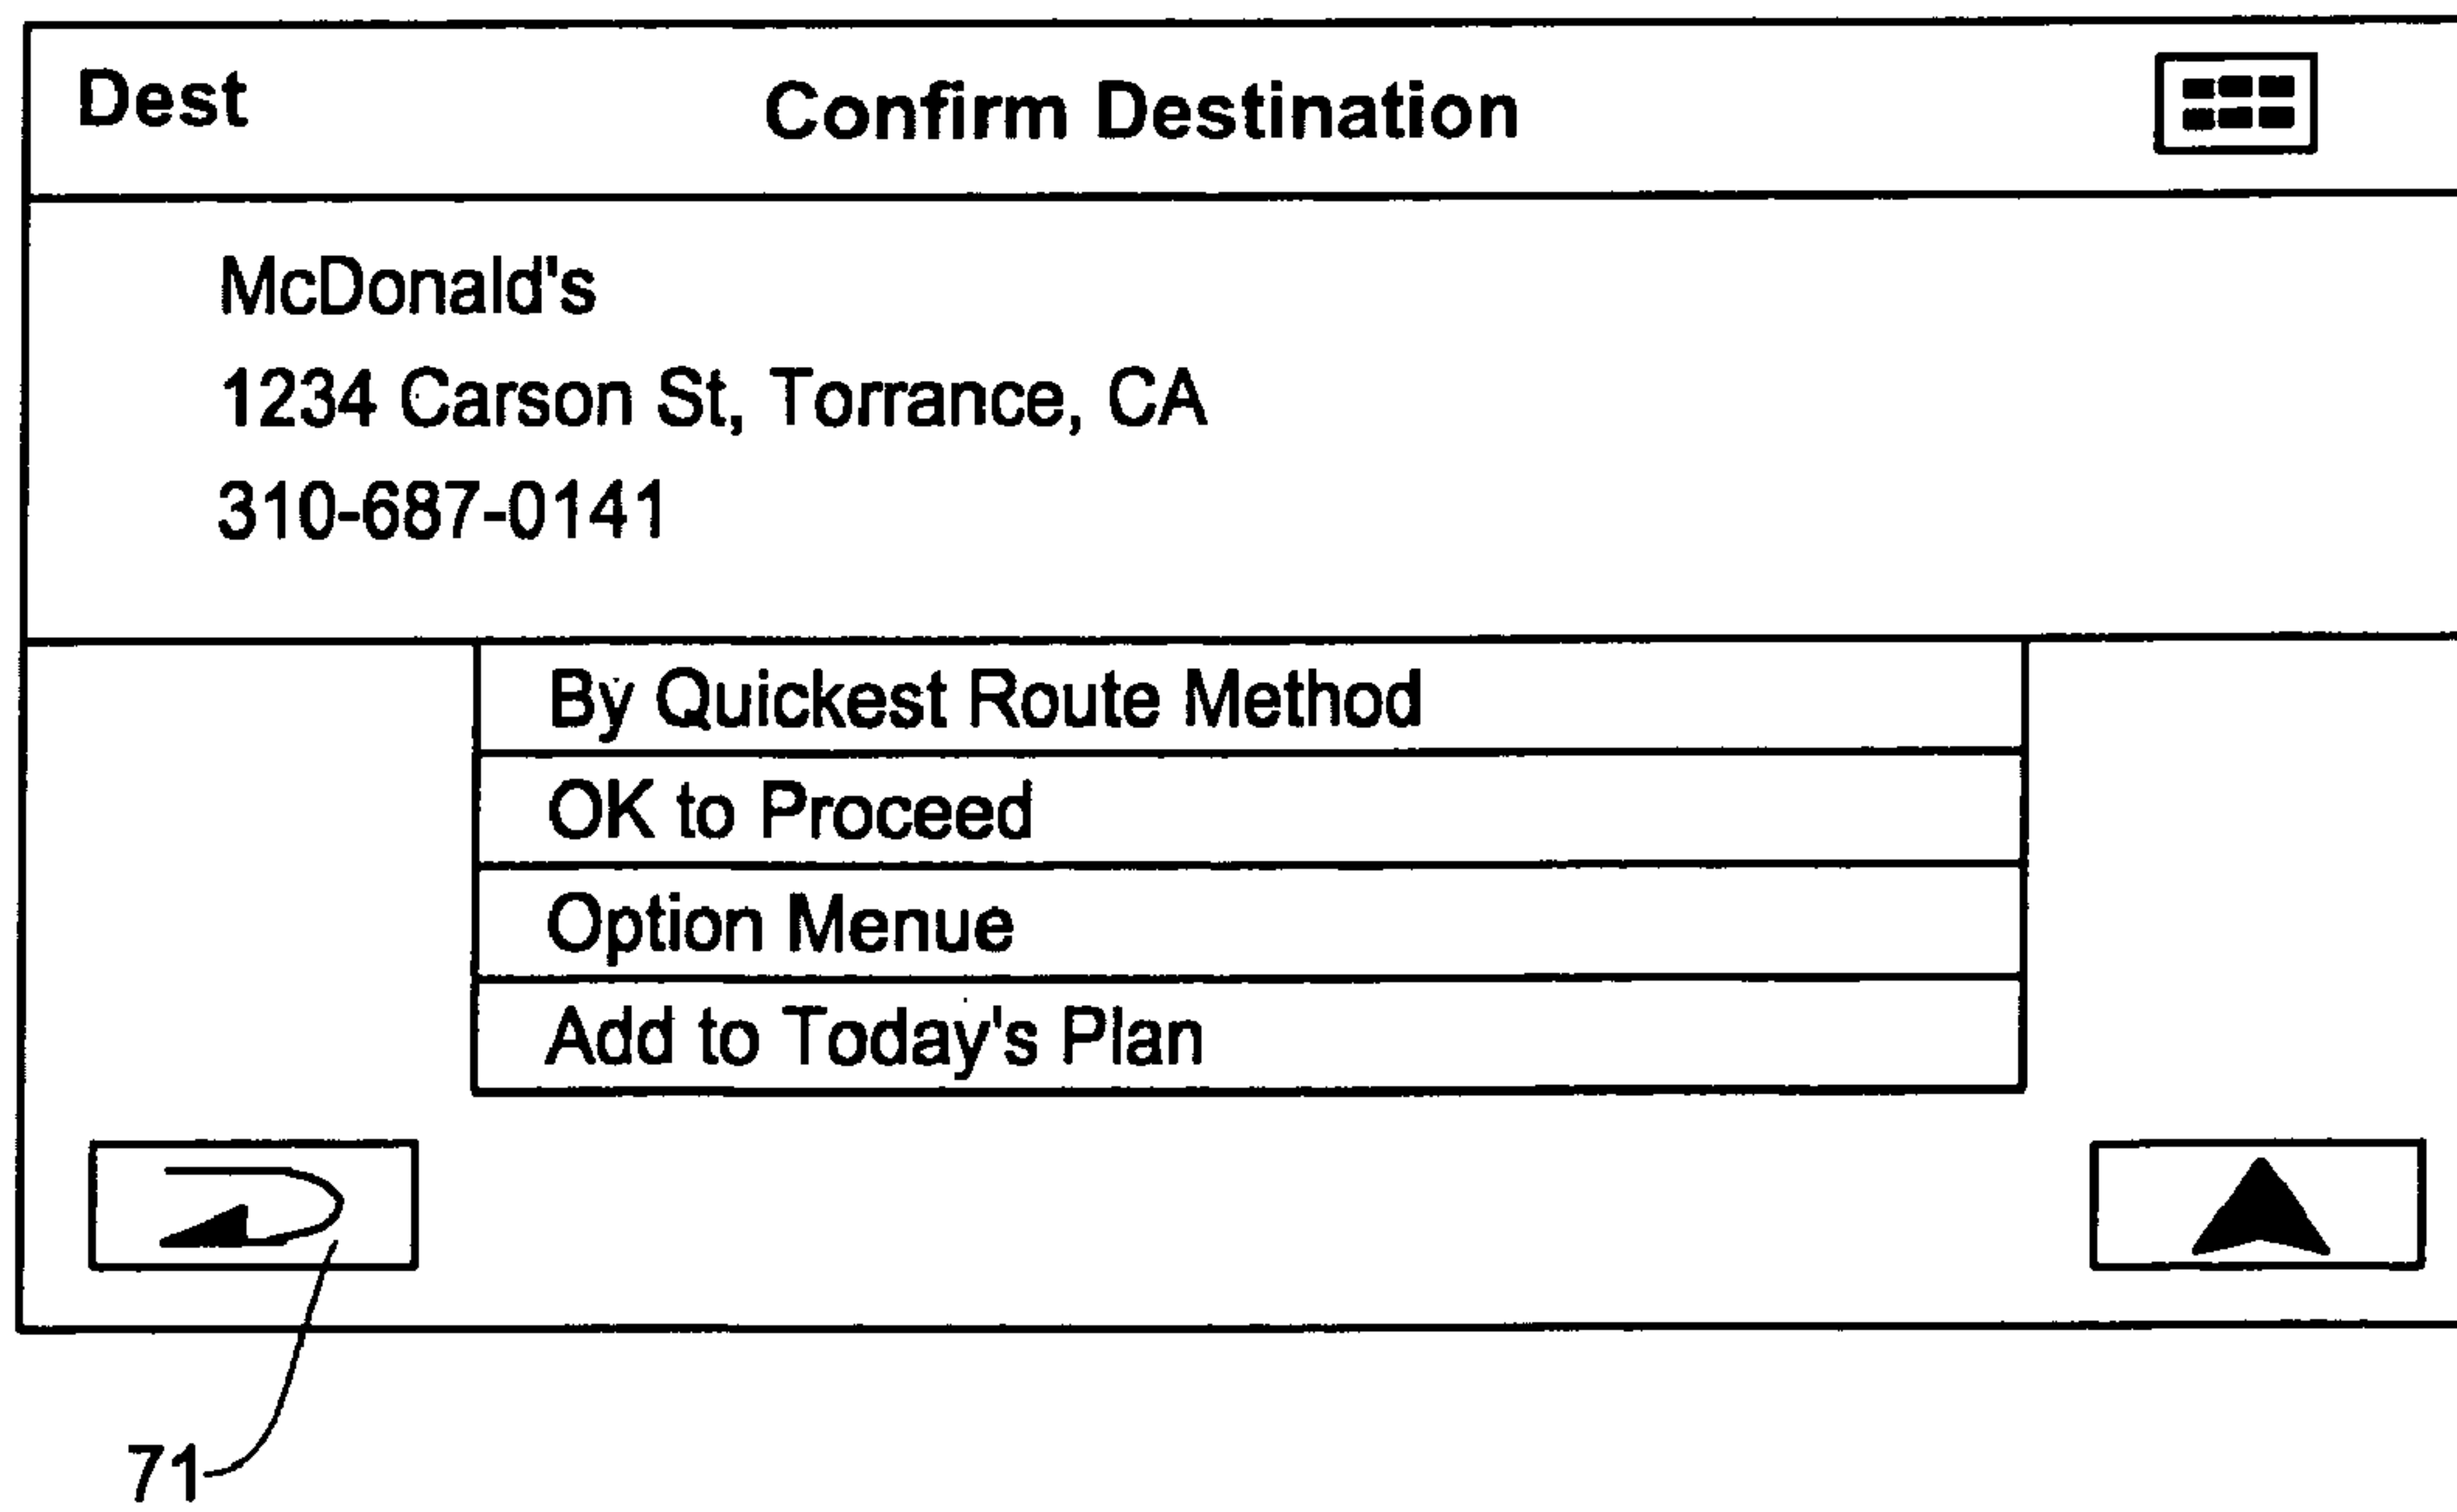 Dest
Confirm Destination
McDonald's
1234 Carson St, Torrance, CA
310-687-0141
By Quickest Route Method
OK to Proceed
Option Menue
Add to Today's Plan
71